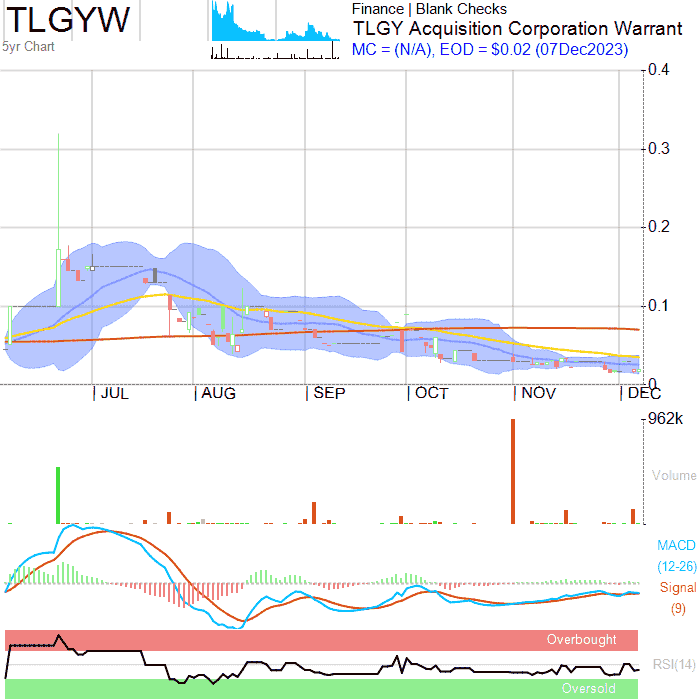 TLGYW
5yr Chart
Finance | Blank Checks
TLGY Acquisition Corporation Warrant
MC = (N/A), EOD = $0.02 (07Dec2023)
0.4
0.3
0.2
0.1
0
JUL AUG SEP OCT NOV DEC
962k
Volume
MACD
(12-26)
Signal
(9)
Overbought
RSI(14)
Oversold